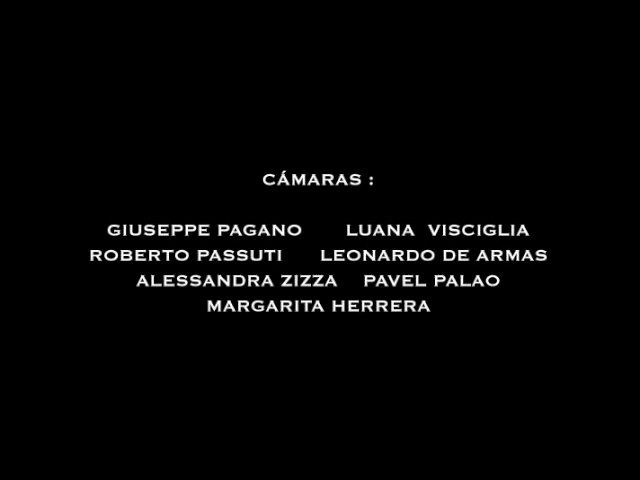 CÁMARAS :
GIUSEPPE PAGANO LUANA VISCIGLIA
ROBERTO PASSUTI LEONARDO DE ARMAS
ALESSANDRA ZIZZA PAVEL PALAO
MARGARITA HERRERA